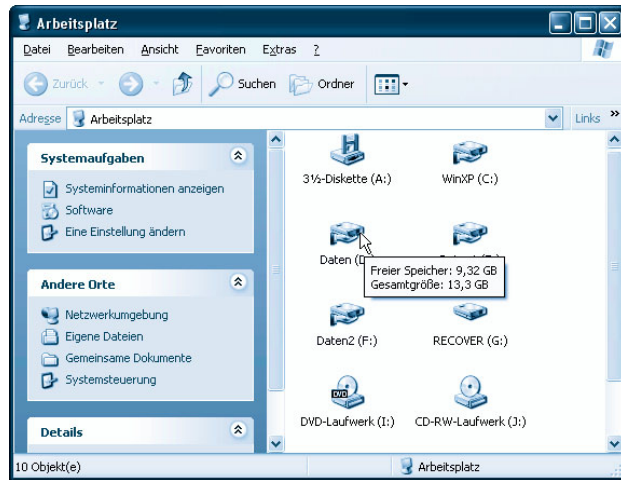 Arbeitsplatz
Datei Bearbeiten Ansicht Favoriten Extras ?
Zurück Suchen Ordner
Adresse Arbeitsplatz Links »
Systemaufgaben
Systeminformationen anzeigen
Software
Eine Einstellung ändern
Andere Orte
Netzwerkumgebung
Eigene Dateien
Gemeinsame Dokumente
Systemsteuerung
Details
3½-Diskette (A:) WinXP (C:)
Daten (D
Freier Speicher: 9,32 GB
Gesamtgröße: 13,3 GB
Daten2 (F:) RECOVER (G:)
DVD
DVD-Laufwerk (I:) CD-RW-Laufwerk (J:)
10 Objekt(e) Arbeitsplatz